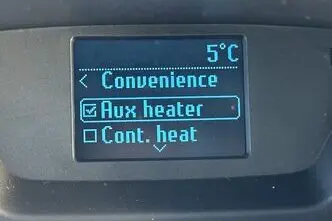 5°C
< Convenience
Aux heater
Cont. heat